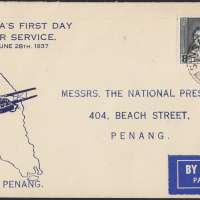 A'S FIRST DAY
R SERVICE.
UNE 28TH. 1937
MESSRS. THE NATIONAL PRES
404, BEACH STREET,
PENANG.
PENANG.
BY
PA